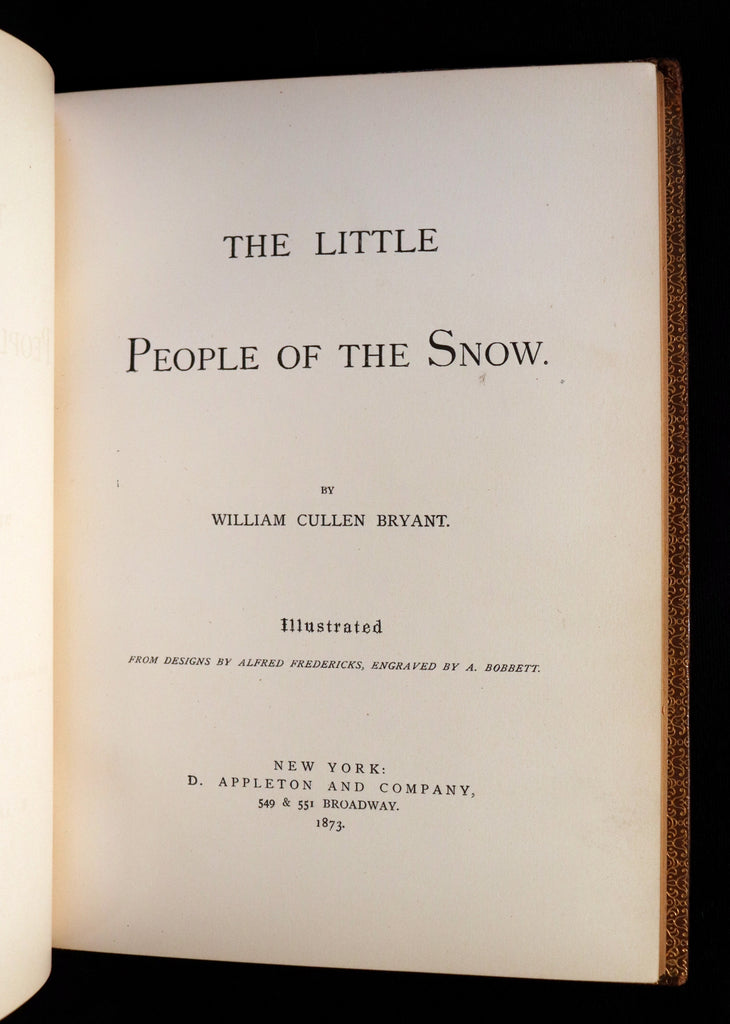 THE LITTLE
PEOPLE OF THE SNOW.
BY
WILLIAM CULLEN BRYANT.
Illustrated
FROM DESIGNS BY ALFRED FREDERICKS, ENGRAVED BY A. BOBBETT.
NEW YORK:
D. APPLETON AND COMPANY,
549 & 551 BROADWAY.
1873.